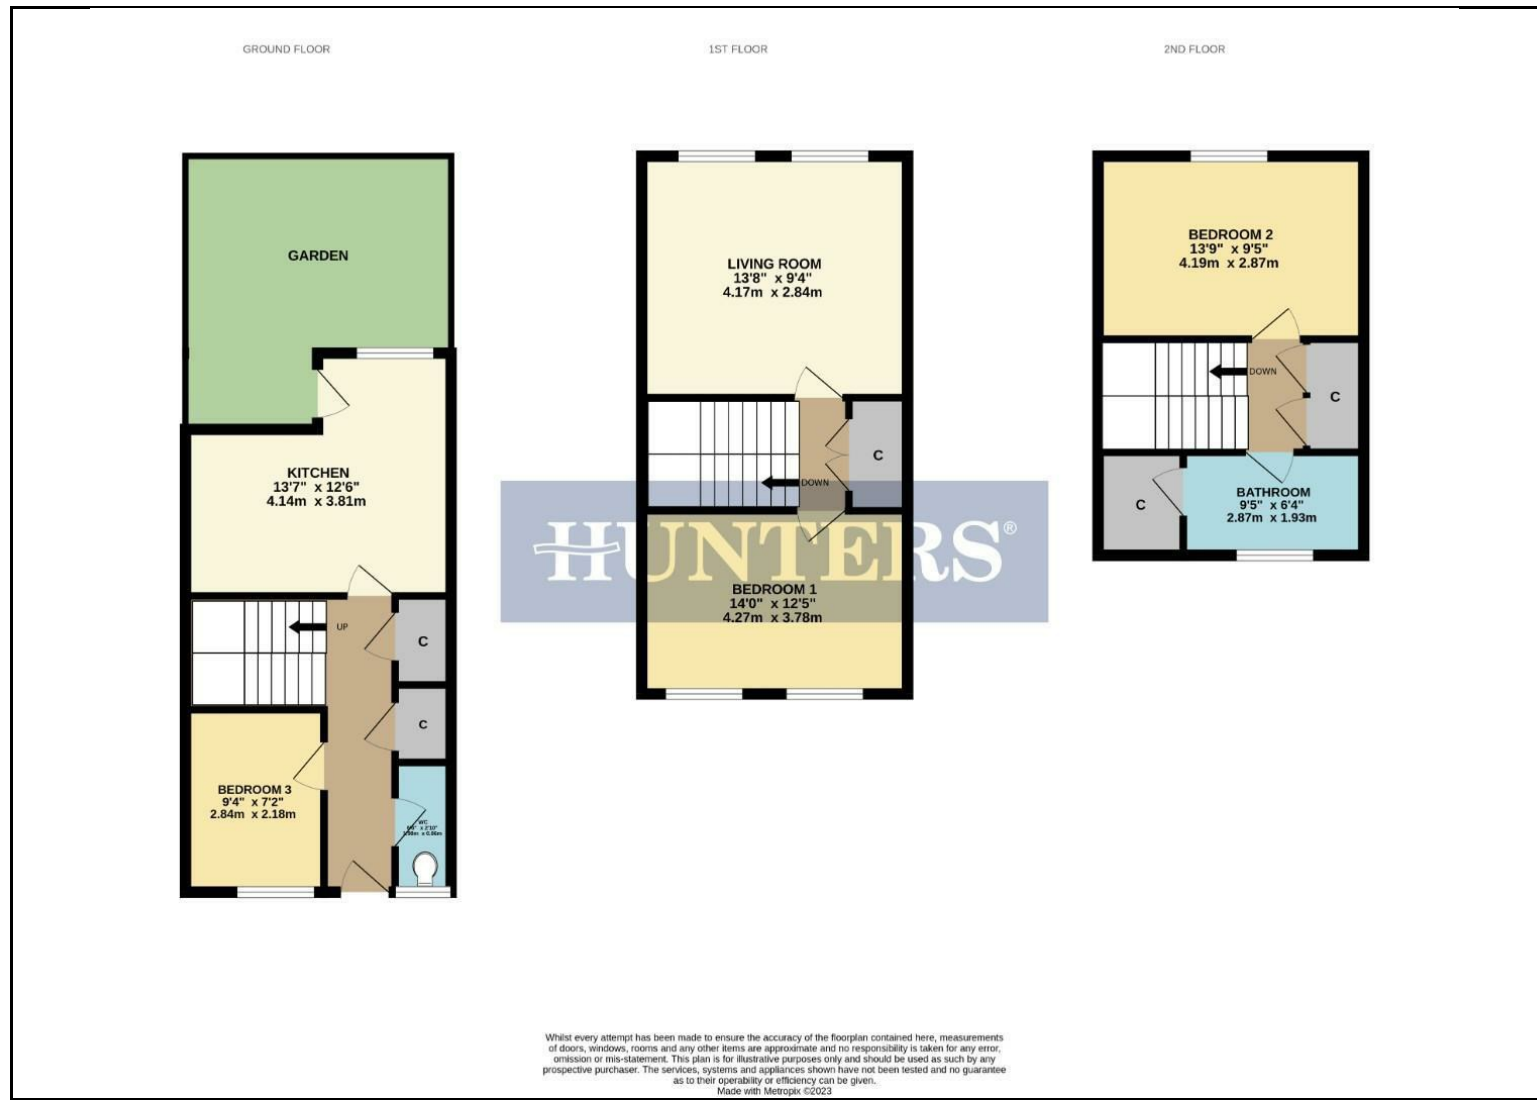 GROUND FLOOR
1ST FLOOR
2ND FLOOR
GARDEN
KITCHEN
13'7" x 12'6"
4.14m x 3.81m
UP
C
C
BEDROOM 3
9'4" x 7'2"
2.84m x 2.18m
WC
LIVING ROOM
13'8" x 9'4"
4.17m x 2.84m
C
DOWN
HUNTERS®
BEDROOM 1
14'0" x 12'5"
4.27m x 3.78m
BEDROOM 2
13'9" x 9'5"
4.19m x 2.87m
DOWN
C
C
BATHROOM
9'5" x 6'4"
2.87m x 1.93m
Whilst every attempt has been made to ensure the accuracy of the floorplan contained here, measurements
of doors, windows, rooms and any other items are approximate and no responsibility is taken for any error,
omission or mis-statement. This plan is for illustrative purposes only and should be used as such by any
prospective purchaser. The services, systems and appliances shown have not been tested and no guarantee
as to their operability or efficiency can be given.
Made with Metropix ©2023